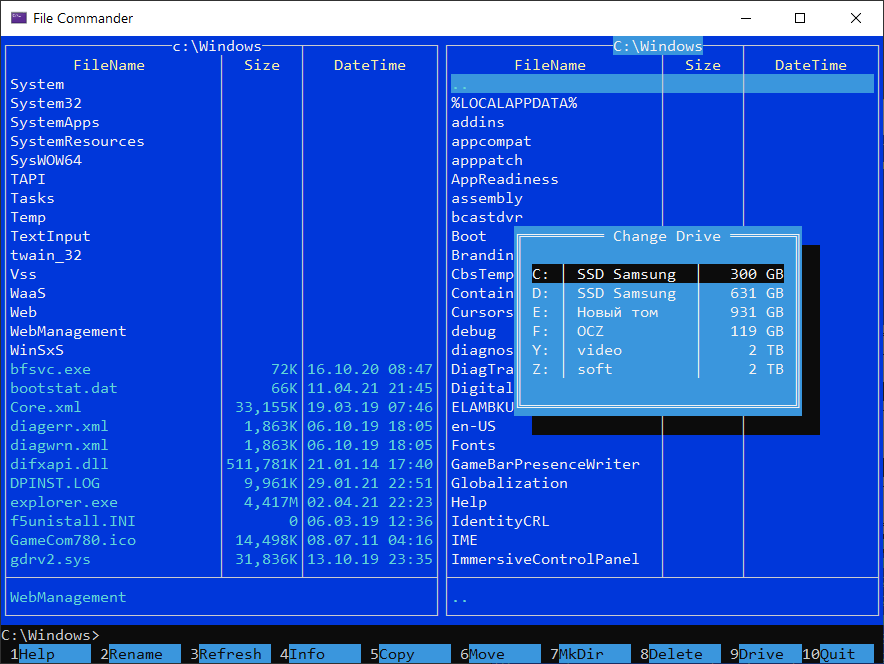 File Commander
c:\Windows
FileName Size DateTime
System
System32
SystemApps
SystemResources
SysWOW64
TAPI
Tasks
Temp
TextInput
twain_32
Vss
WaaS
Web
WebManagement
WinSxS
bfsvc.exe 72K 16.10.20 08:47
bootstat.dat 66K 11.04.21 21:45
Core.xml 33,155K 19.03.19 07:46
diagerr.xml 1,863K 06.10.19 18:05
diagwrn.xml 1,863K 06.10.19 18:05
difxapi.dll 511,781K 21.01.14 17:40
DPINST.LOG 9,961K 29.01.21 22:51
explorer.exe 4,417M 02.04.21 22:23
f5unistall.INI 0 06.03.19 12:36
GameCom780.ico 14,498K 08.07.11 04:16
gdrv2.sys 31,836K 13.10.19 23:35
WebManagement
C:\Windows
FileName Size DateTime
..
%LOCALAPPDATA%
addins
appcompat
apppatch
AppReadiness
assembly
bcastdvr
Boot
Brandin
CbsTemp
Contain
Cursors
debug
diagnos
DiagTra
Digital
ELAMBKU
en-US
Fonts
GameBarPresenceWriter
Globalization
Help
IdentityCRL
IME
ImmersiveControlPanel
..
Change Drive
C: SSD Samsung 300 GB
D: SSD Samsung 631 GB
E: Новый том 931 GB
F: OCZ 119 GB
Y: video 2 TB
Z: soft 2 TB
C:\Windows>
1Help 2Rename 3Refresh 4Info 5Copy 6Move 7MkDir 8Delete 9Drive 10Quit